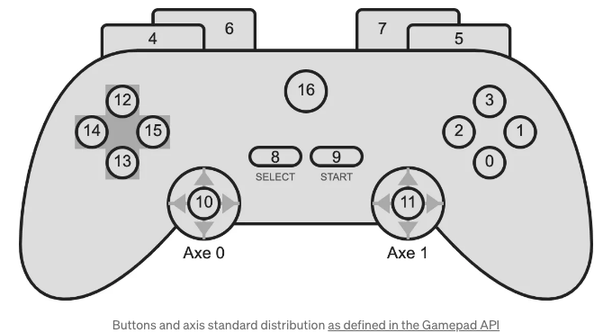 6 7
4 5
16
12 3
14 15 2 1
13 0
8 9
SELECT START
10 11
Axe 0 Axe 1
Buttons and axis standard distribution as defined in the Gamepad API